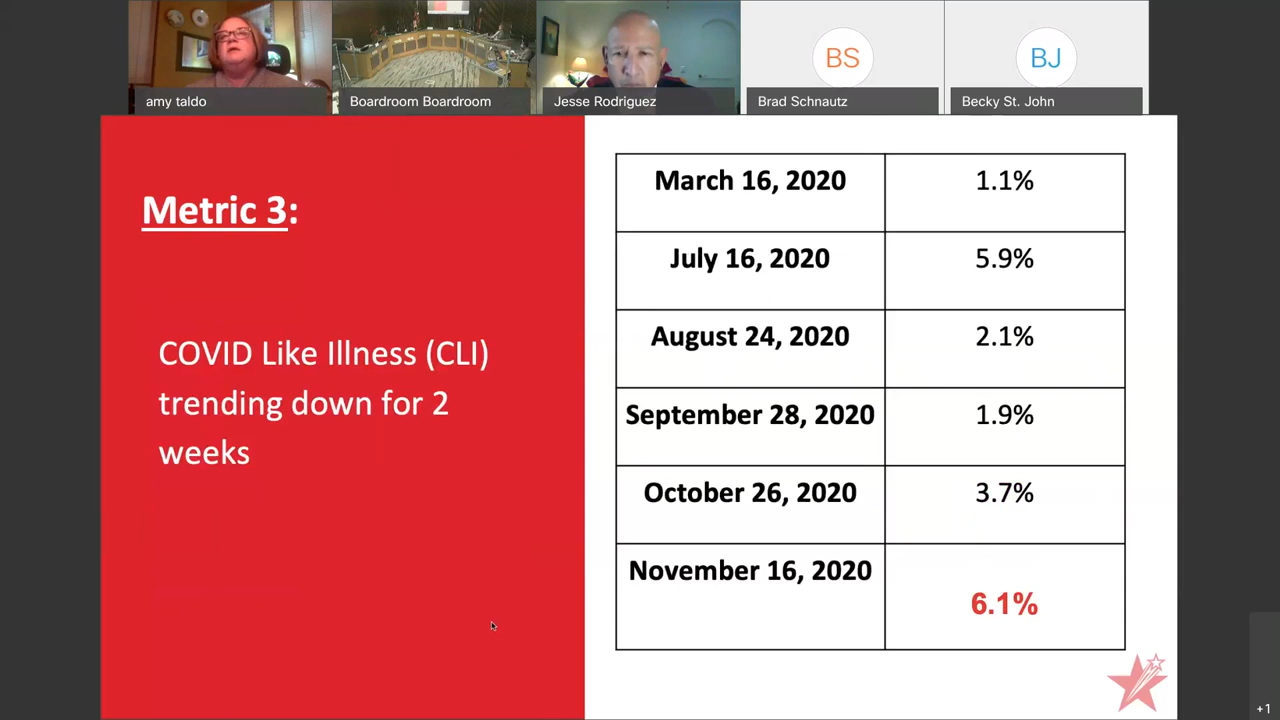 amy taldo
Boardroom Boardroom
Jesse Rodriguez
BS
Brad Schnautz
BJ
Becky St. John
Metric 3:
COVID Like Illness (CLI)
trending down for 2
weeks
March 16, 2020 1.1%
July 16, 2020 5.9%
August 24, 2020 2.1%
September 28, 2020 1.9%
October 26, 2020 3.7%
November 16, 2020
6.1%
+1